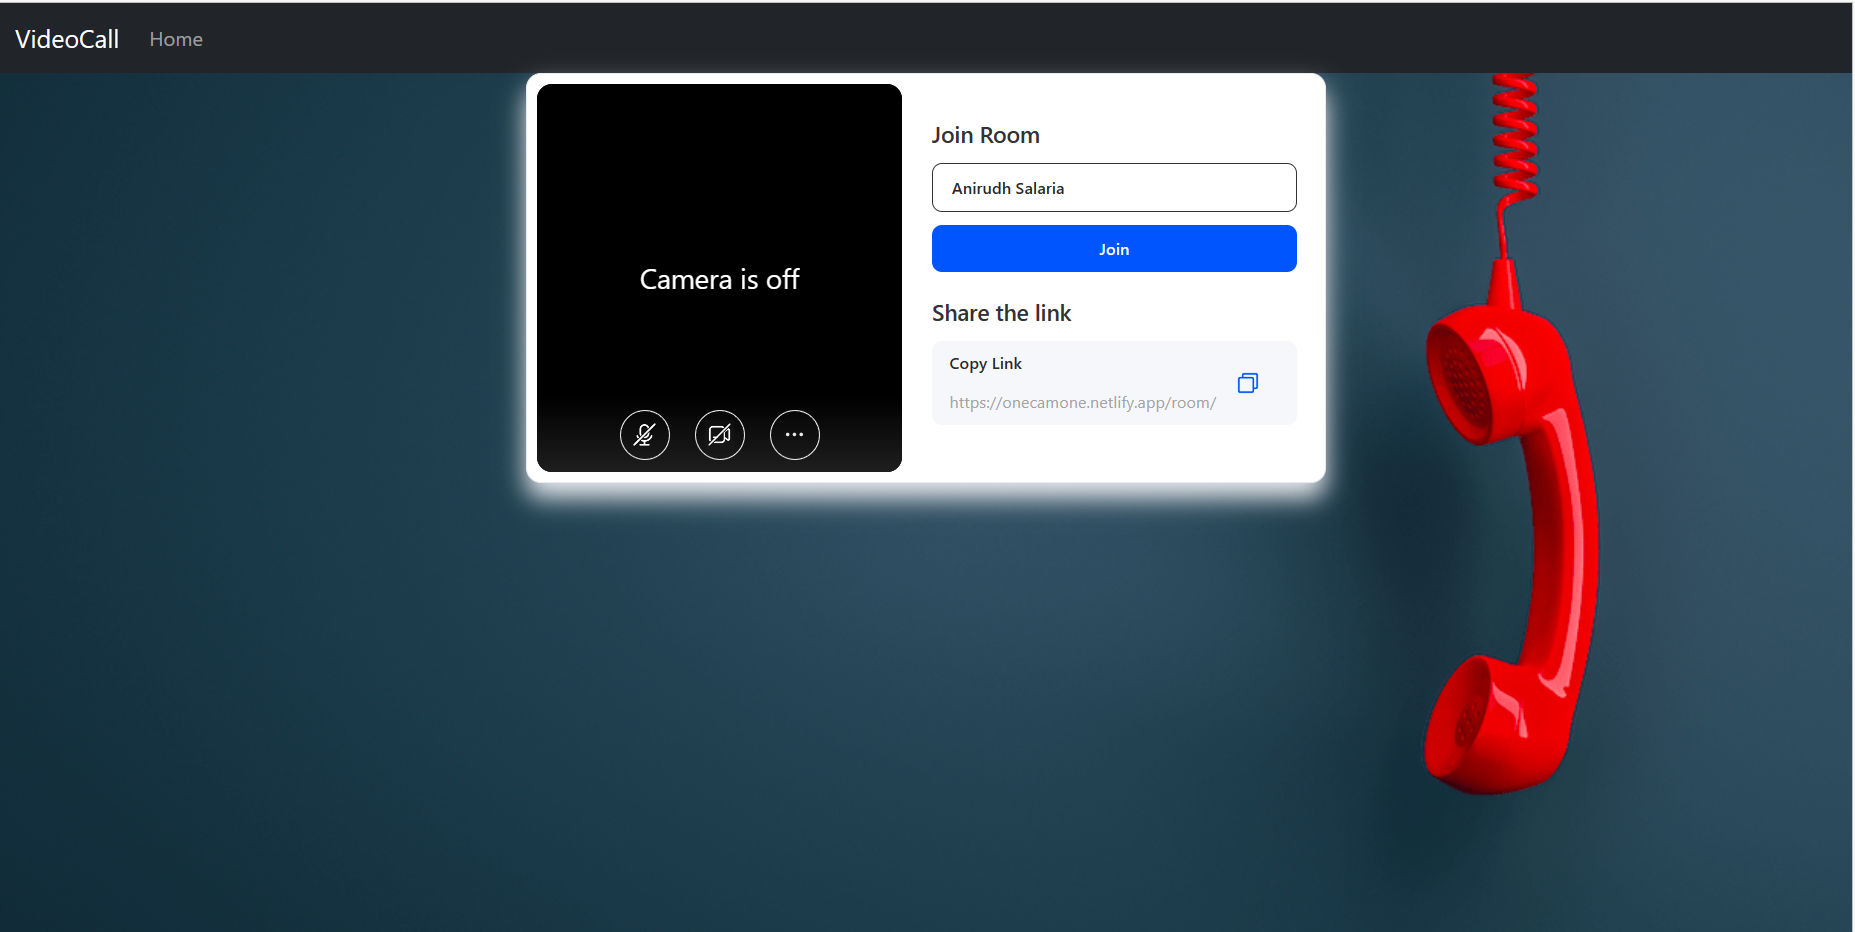 VideoCall Home
Join Room
Anirudh Salaria
Join
Camera is off
Share the link
Copy Link
https://onecamone.netlify.app/room/